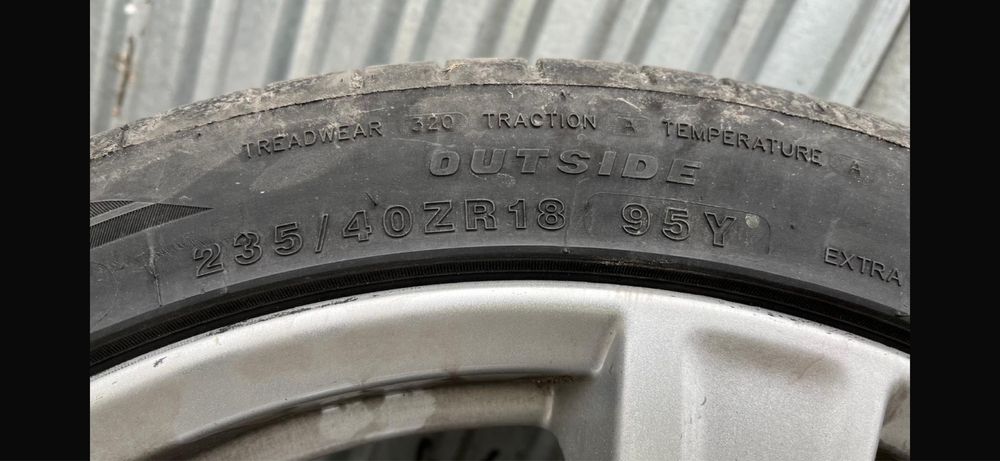 TREADWEAR 320 TRACTION A TEMPERATURE A
OUTSIDE
235/40ZR18 95Y
EXTRA